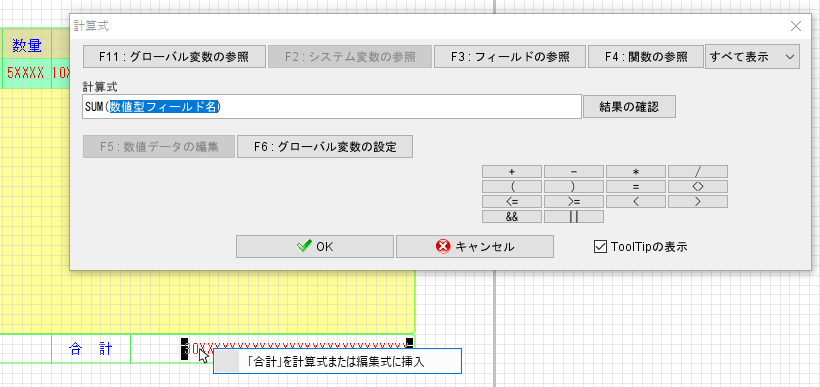 計算式
数量
F11 : グローバル変数の参照
F2 : システム変数の参照
F3 : フィールドの参照
F4 : 関数の参照
すべて表示
5XXXX
計算式
SUM(数値型フィールド名)
結果の確認
F5 : 数値データの編集
F6 : グローバル変数の設定
+ - * /
( ) = <>
<= >= < >
&& ||
OK
キャンセル
ToolTipの表示
合 計
「合計」を計算式または編集式に挿入